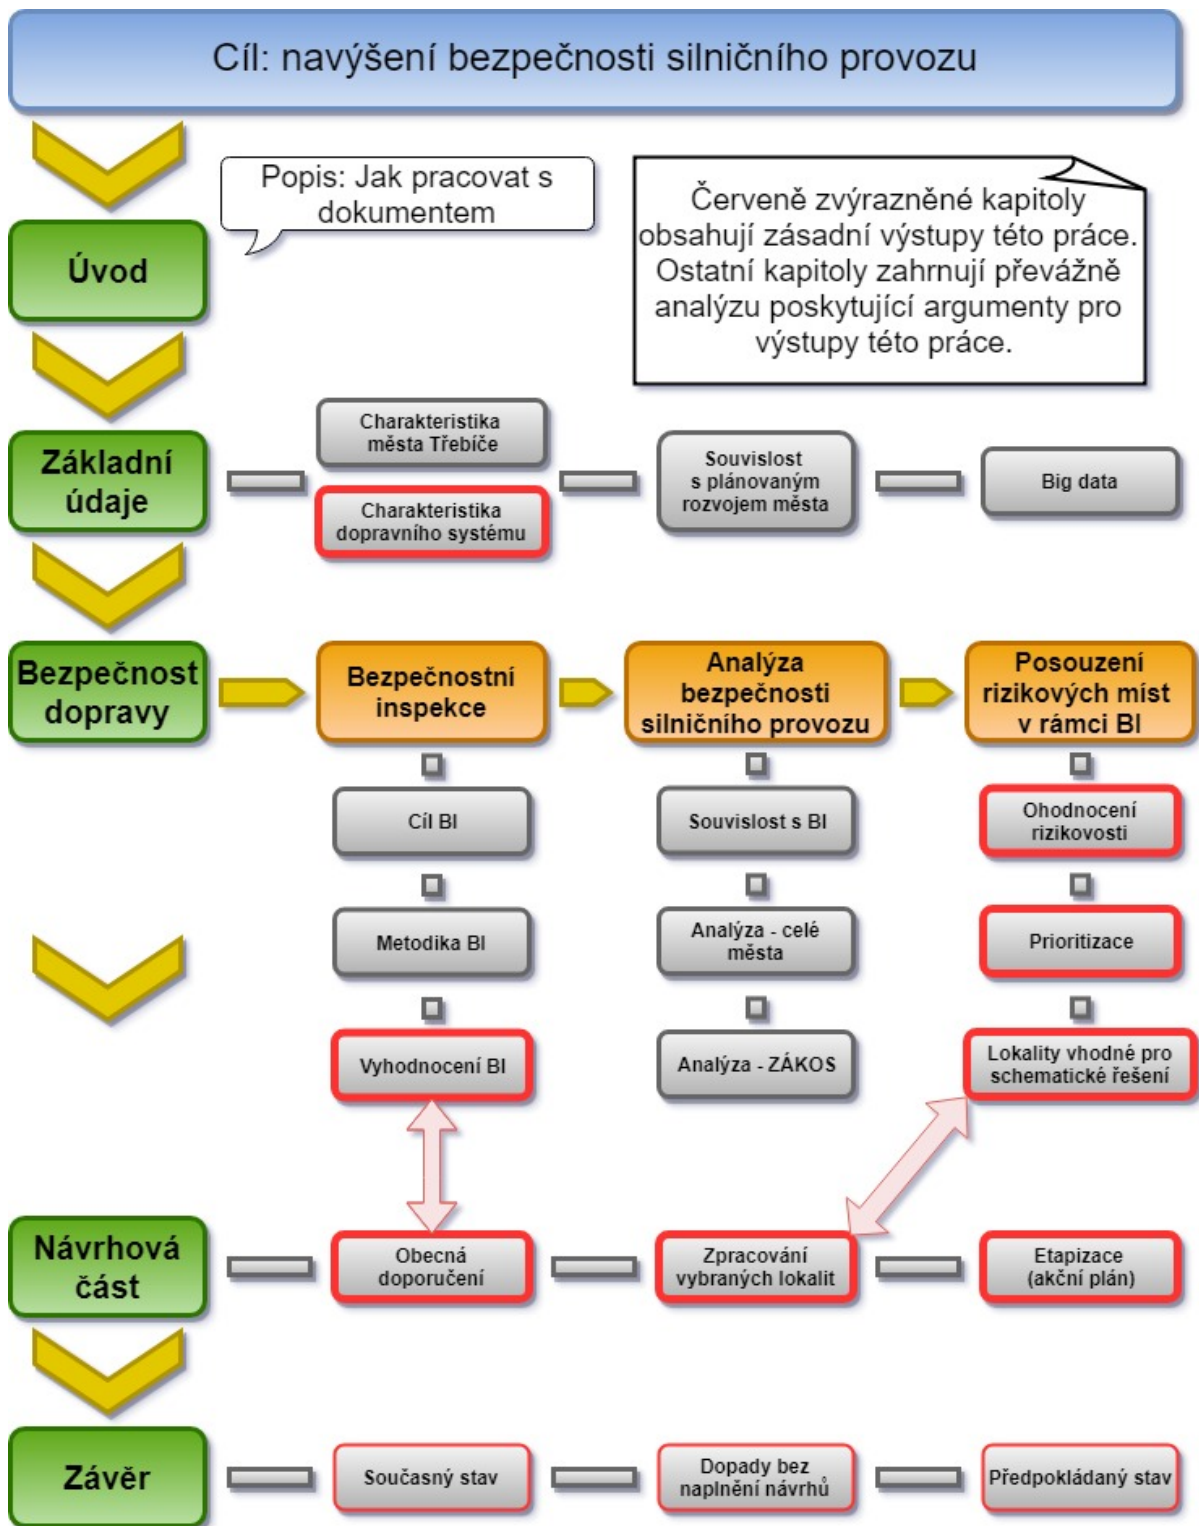 Cíl: navýšení bezpečnosti silničního provozu
Popis: Jak pracovat s
dokumentem
Červeně zvýrazněné kapitoly
obsahují zásadní výstupy této práce.
Ostatní kapitoly zahrnují převážně
analýzu poskytující argumenty pro
výstupy této práce.
Úvod
Základní
údaje
Charakteristika
města Třebíče
Charakteristika
dopravního systému
Souvislost
s plánovaným
rozvojem města
Big data
Bezpečnost
dopravy
Bezpečnostní
inspekce
Analýza
bezpečnosti
silničního provozu
Posouzení
rizikových míst
v rámci BI
Cíl BI
Souvislost s BI
Ohodnocení
rizikovosti
Metodika BI
Analýza - celé
města
Prioritizace
Vyhodnocení BI
Analýza - ZÁKOS
Lokality vhodné pro
schematické řešení
Návrhová
část
Obecná
doporučení
Zpracování
vybraných lokalit
Etapizace
(akční plán)
Závěr
Současný stav
Dopady bez
naplnění návrhů
Předpokládaný stav